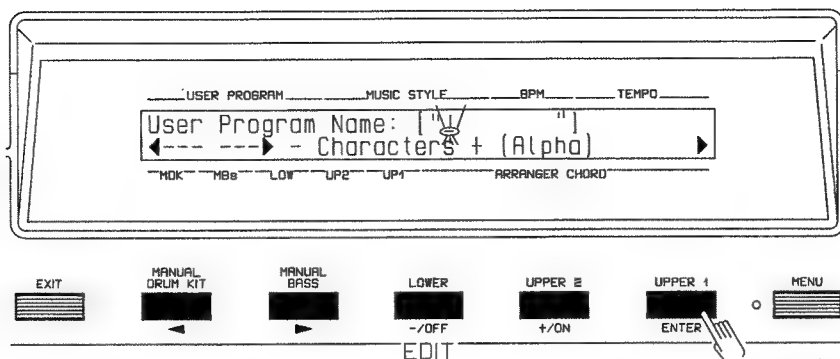 USER PROGRAM MUSIC STYLE BPM TEMPO
User Program Name: [" "]
◀--- ---▶ - Characters + (Alpha) ▶
MDK MBs LOW UP2 UP1 ARRANGER CHORD
EXIT MANUAL DRUM KIT MANUAL BASS LOWER UPPER 2 UPPER 1 MENU
◀ ▶ -/OFF +/ON ENTER
EDIT